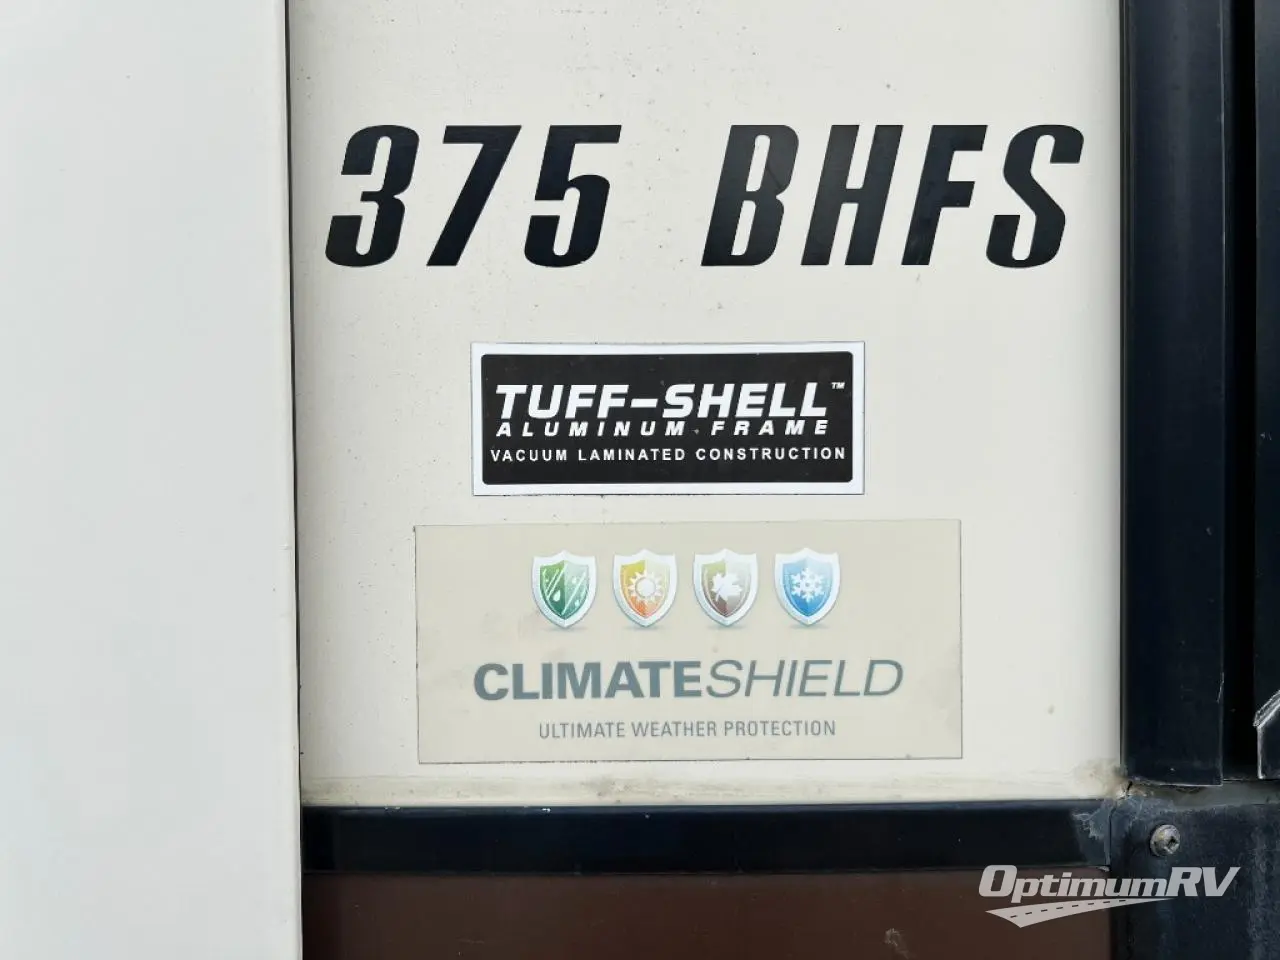 375 BHFS
TUFF-SHELL™
ALUMINUM FRAME
VACUUM LAMINATED CONSTRUCTION
CLIMATESHIELD
ULTIMATE WEATHER PROTECTION
OptimumRV